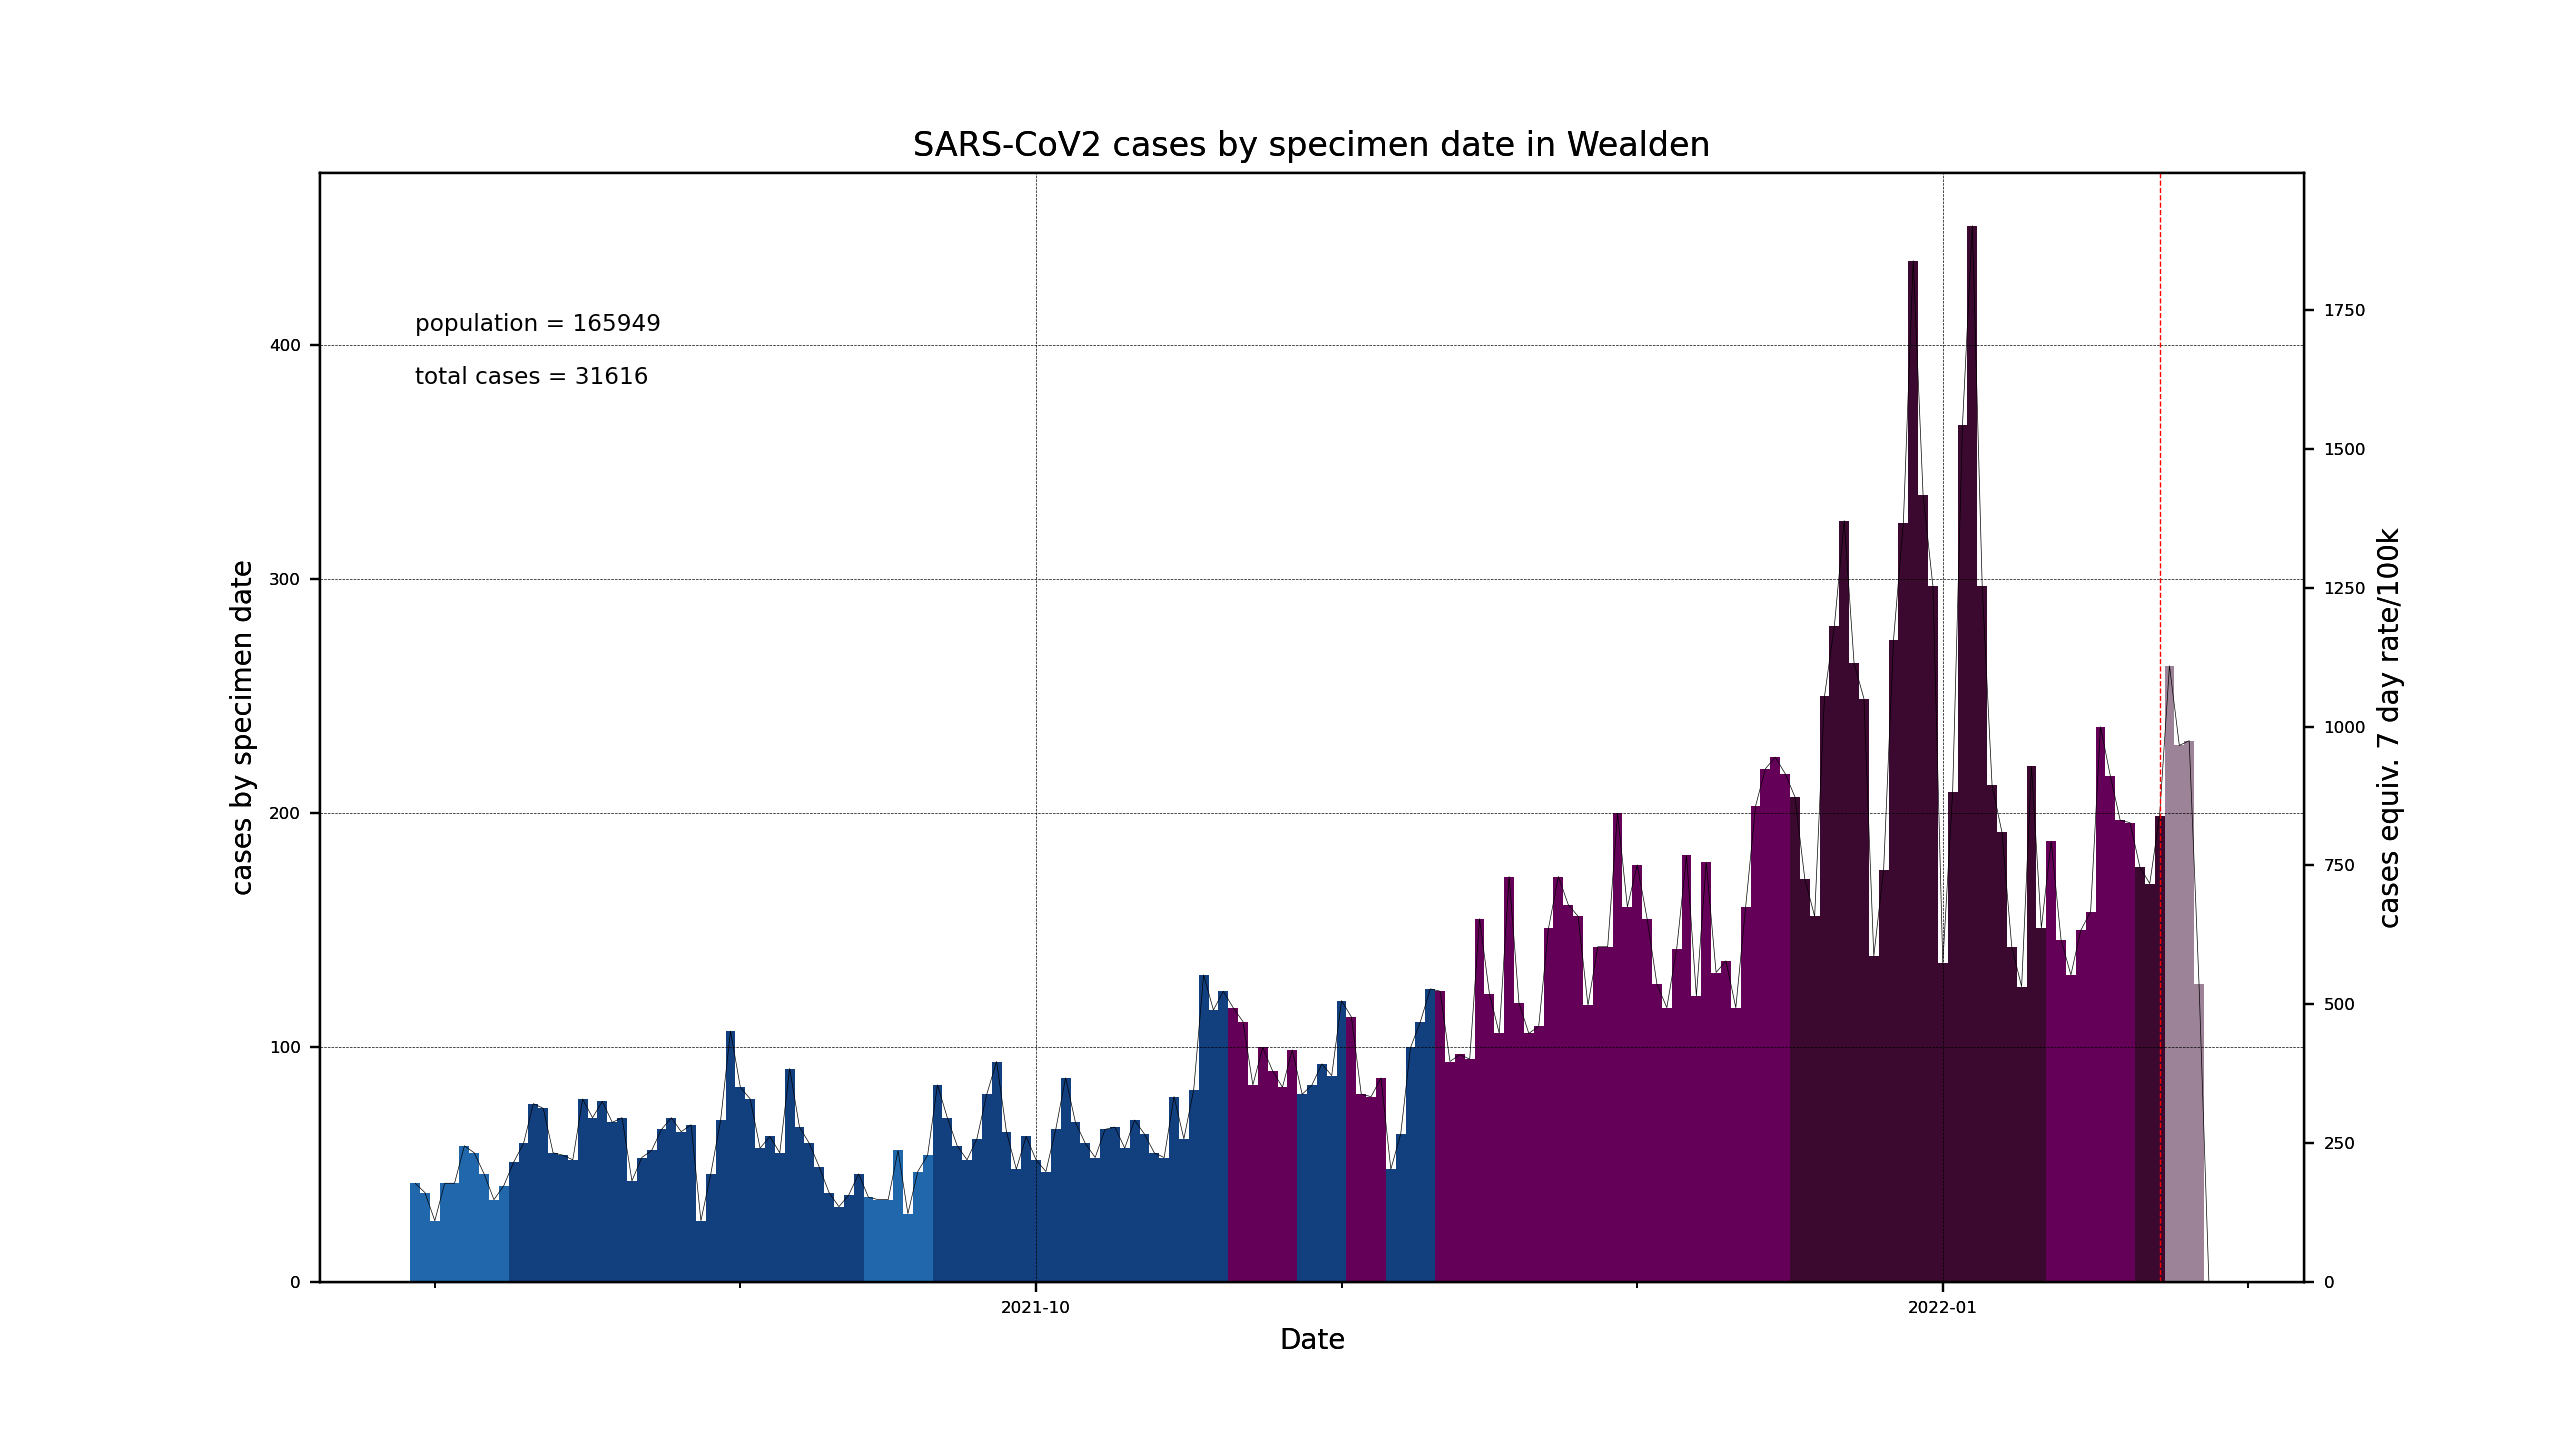 SARS-CoV2 cases by specimen date in Wealden
population = 165949
total cases = 31616
cases by specimen date
400
300
200
100
0
1750
1500
1250
1000
750
500
250
0
cases equiv. 7 day rate/100k
2021-10
2022-01
Date